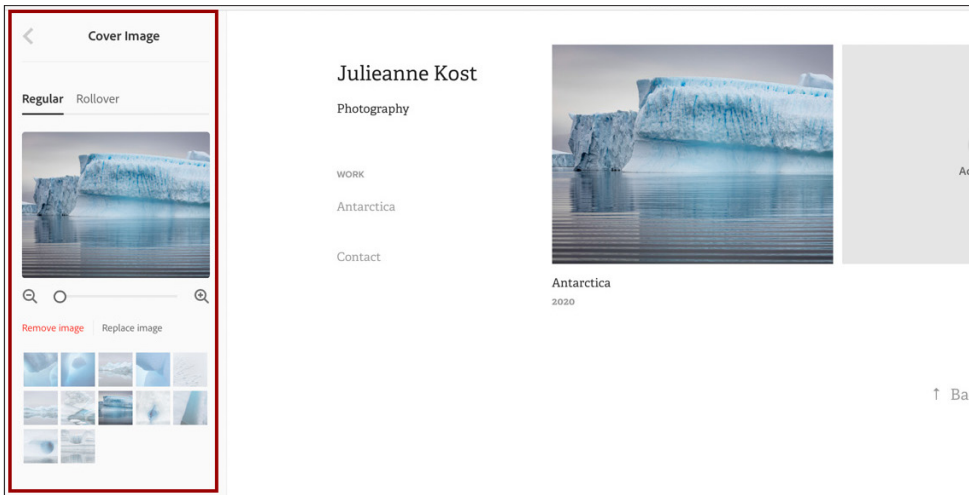 Cover Image
Regular Rollover
Remove image Replace image
Julieanne Kost
Photography
WORK
Antarctica
Contact
Antarctica
2020
↑ Ba